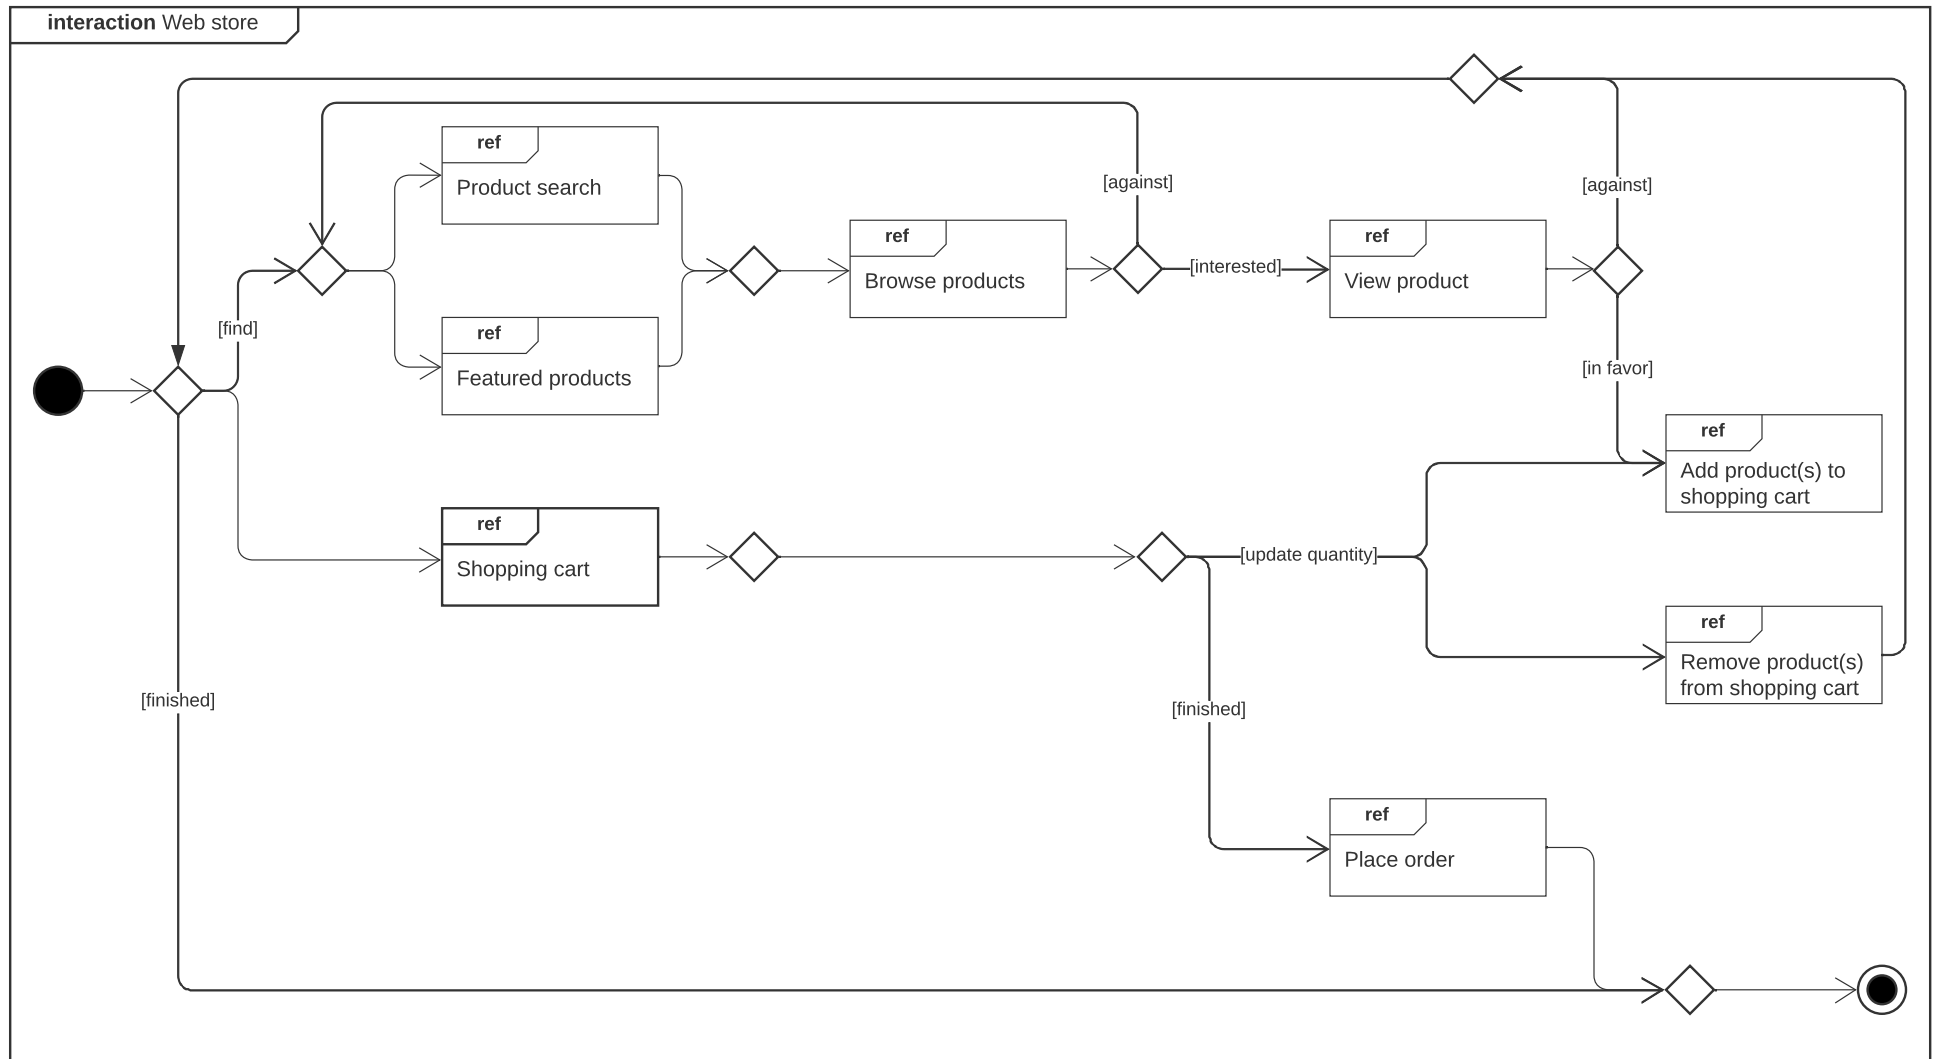 interaction Web store
ref
Product search
[against]
[against]
ref
Browse products
[interested]
ref
View product
[find]
ref
Featured products
[in favor]
ref
Add product(s) to
shopping cart
ref
Shopping cart
[update quantity]
ref
Remove product(s)
from shopping cart
[finished]
[finished]
ref
Place order